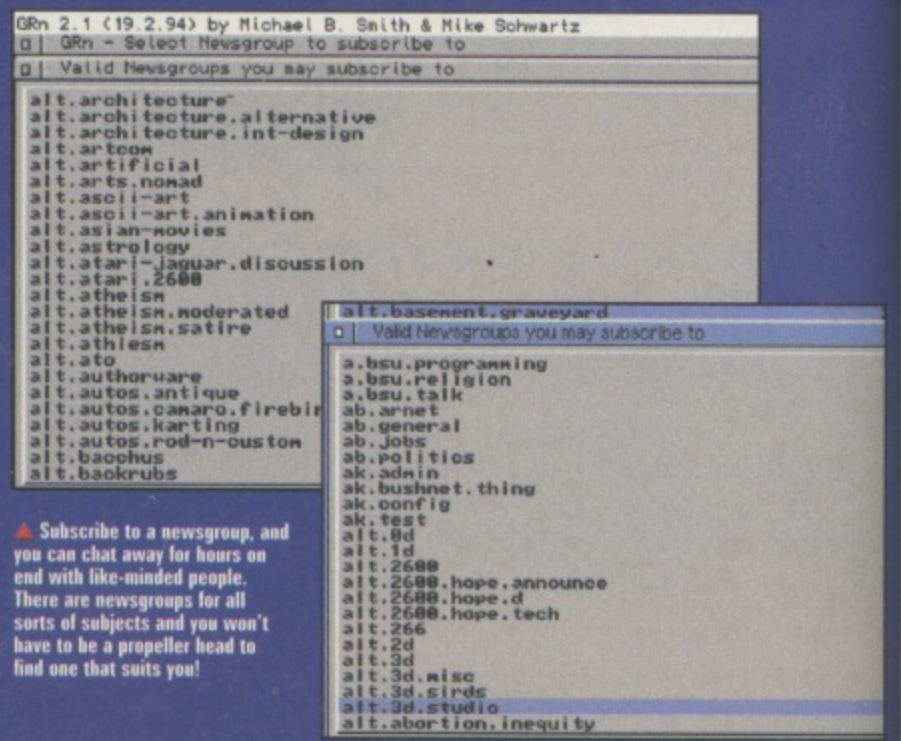 GRn 2.1 (19.2.94) by Michael B. Smith & Mike Schwartz
GRn - Select Newsgroup to subscribe to
Valid Newsgroups you may subscribe to
alt.architecture
alt.architecture.alternative
alt.architecture.int-design
alt.artcom
alt.artificial
alt.arts.nomad
alt.ascii-art
alt.ascii-art.animation
alt.asian-movies
alt.astrology
alt.atari-jaguar.discussion
alt.atari.2600
alt.atheism
alt.atheism.moderated
alt.atheism.satire
alt.athiesm
alt.ato
alt.authorware
alt.autos.antique
alt.autos.camaro.firebir
alt.autos.karting
alt.autos.rod-n-custom
alt.bacchus
alt.backrubs
alt.basement.graveyard
Valid Newsgroups you may subscribe to
a.bsu.programming
a.bsu.religion
a.bsu.talk
ab.arnet
ab.general
ab.jobs
ab.politics
ak.admin
ak.bushnet.thing
ak.config
ak.test
alt.0d
alt.1d
alt.2600
alt.2600.hope.announce
alt.2600.hope.d
alt.2600.hope.tech
alt.266
alt.2d
alt.3d
alt.3d.misc
alt.3d.sirds
alt.3d.studio
alt.abortion.inequity
▲ Subscribe to a newsgroup, and
you can chat away for hours on
end with like-minded people.
There are newsgroups for all
sorts of subjects and you won't
have to be a propeller head to
find one that suits you!